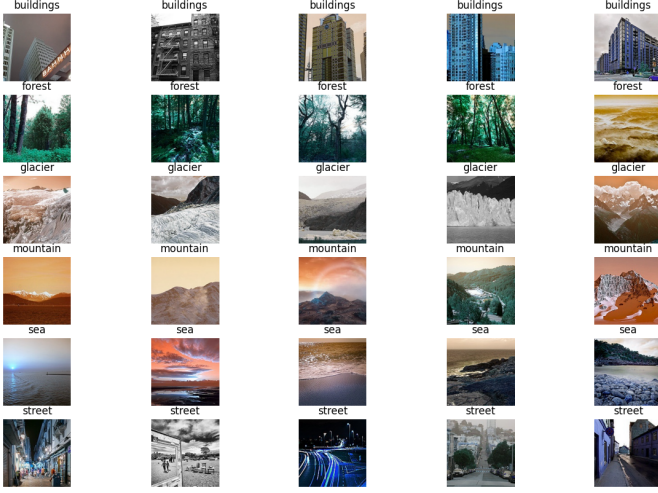 buildings buildings buildings buildings buildings
forest forest forest forest forest
glacier glacier glacier glacier glacier
mountain mountain mountain mountain mountain
sea sea sea sea sea
street street street street street